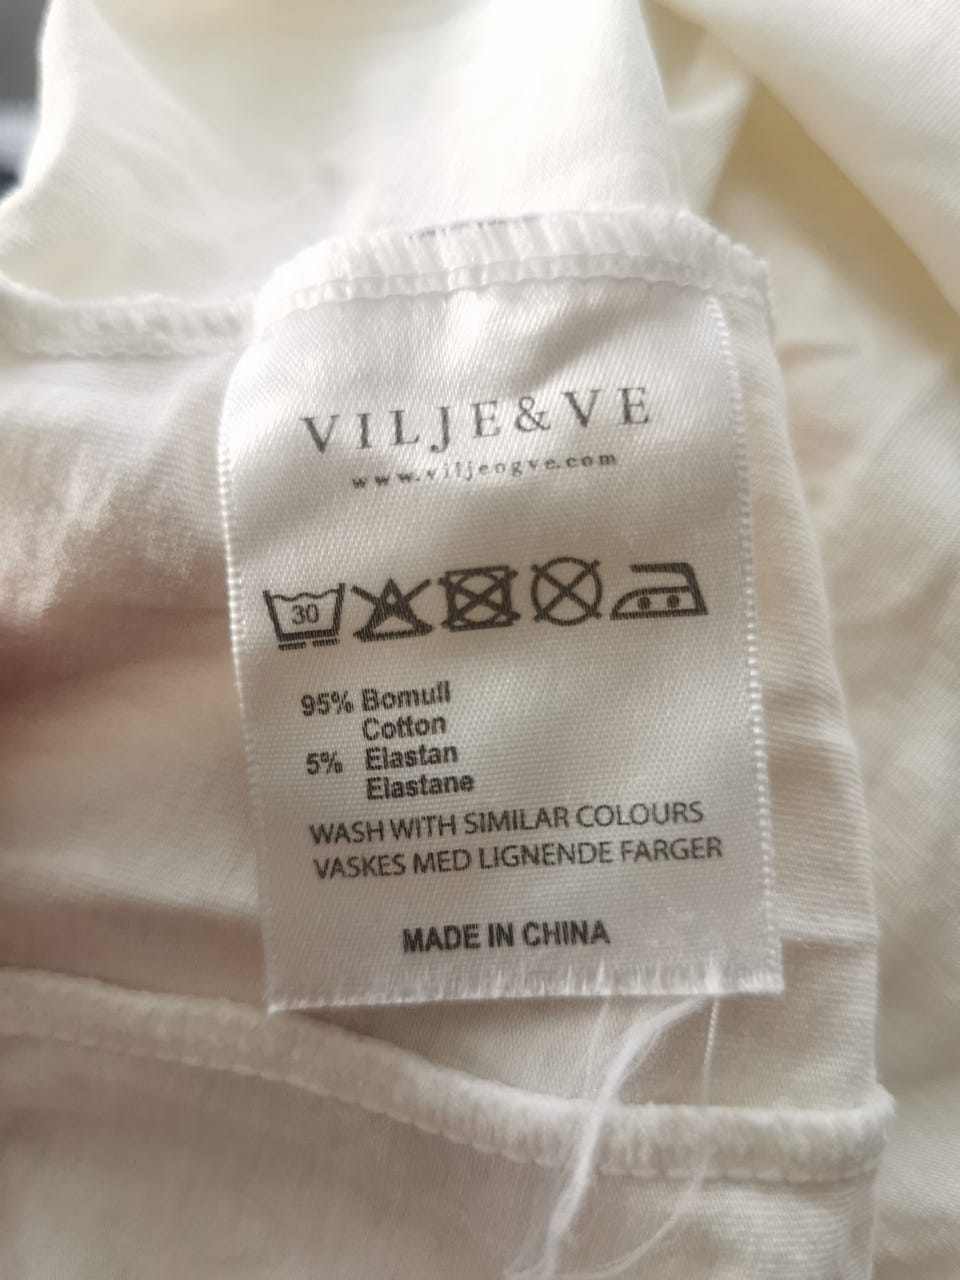 VILJE&VE
www.viljeogve.com
30
95% Bomull
Cotton
5% Elastan
Elastane
WASH WITH SIMILAR COLOURS
VASKES MED LIGNENDE FARGER
MADE IN CHINA